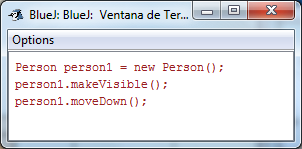 BlueJ: BlueJ:  Ventana de Ter...
Options
Person person1 = new Person();
person1.makeVisible();
person1.moveDown();